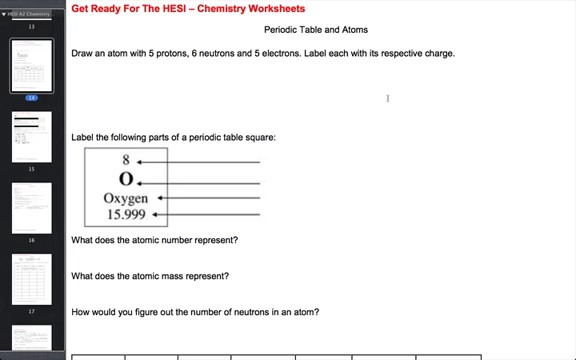 HESI A2 Chemistry...
13
14
15
16
17
Get Ready For The HESI – Chemistry Worksheets
Periodic Table and Atoms
Draw an atom with 5 protons, 6 neutrons and 5 electrons. Label each with its respective charge.
Label the following parts of a periodic table square:
8
O
Oxygen
15.999
What does the atomic number represent?
What does the atomic mass represent?
How would you figure out the number of neutrons in an atom?